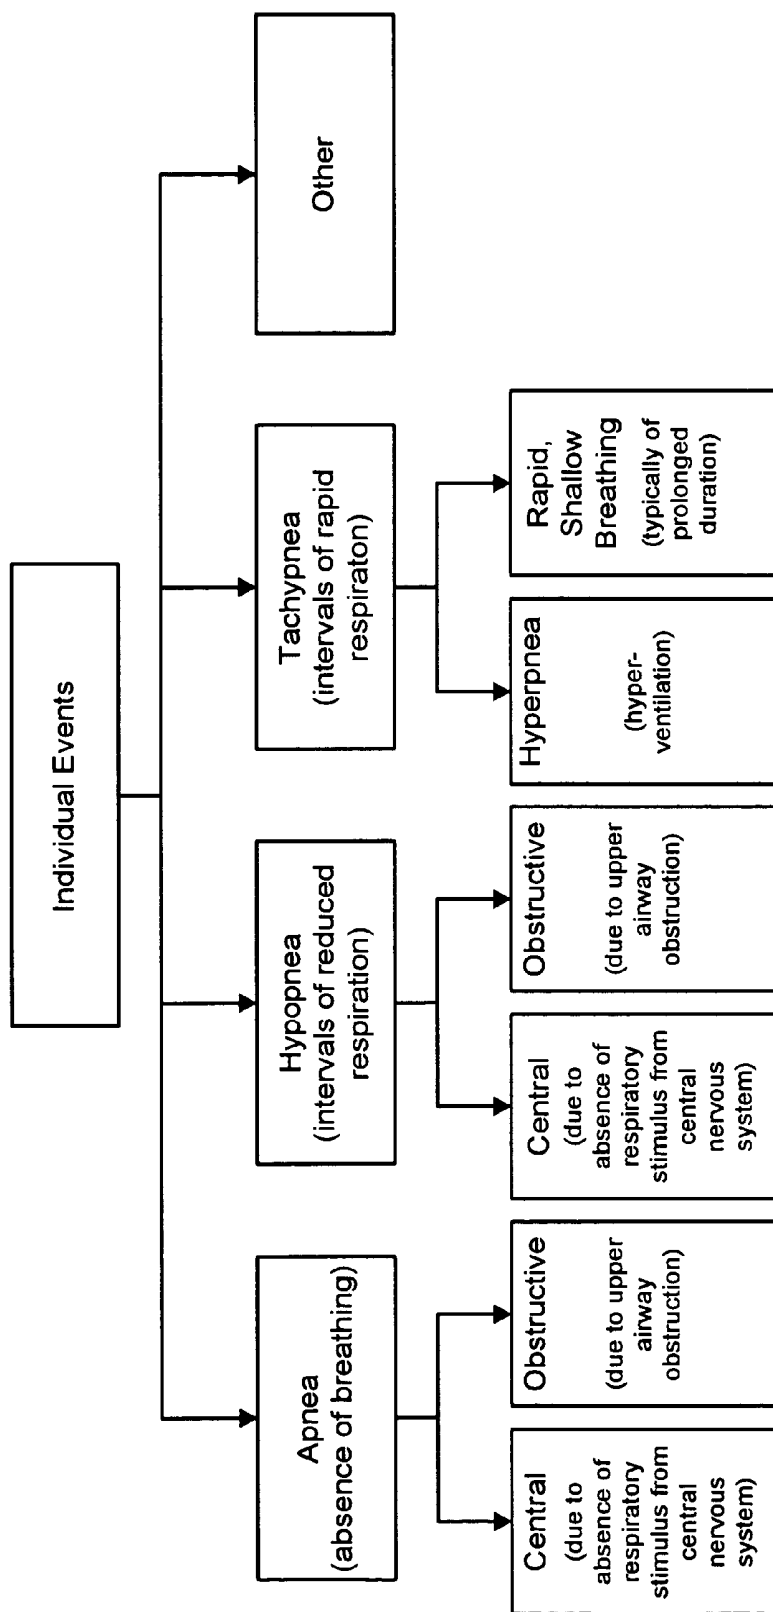 Individual Events
Apnea
(absence of breathing)
Hypopnea
(intervals of reduced
respiration)
Tachypnea
(intervals of rapid
respiraton)
Other
Central
(due to
absence of
respiratory
stimulus from
central
nervous
system)
Obstructive
(due to upper
airway
obstruction)
Central
(due to
absence of
respiratory
stimulus from
central
nervous
system)
Obstructive
(due to upper
airway
obstruction)
Hyperpnea
(hyper-
ventilation)
Rapid,
Shallow
Breathing
(typically of
prolonged
duration)